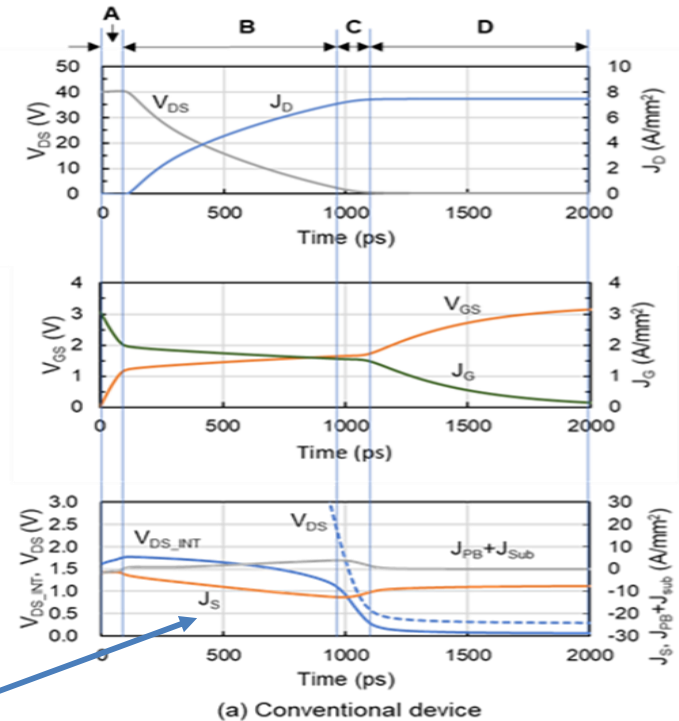 A
B
C
D
50
40
30
20
10
0
V_DS (V)
V_DS
J_D
10
8
6
4
2
0
J_D (A/mm²)
0
500
1000
1500
2000
Time (ps)
4
3
2
1
0
V_GS (V)
V_GS
J_G
4
3
2
1
0
J_G (A/mm²)
0
500
1000
1500
2000
Time (ps)
3.0
2.5
2.0
1.5
1.0
0.5
0.0
V_DS_INT, V_DS (V)
V_DS
V_DS_INT
J_PB+J_Sub
J_S
30
20
10
0
-10
-20
-30
J_S, J_PB+J_sub (A/mm²)
0
500
1000
1500
2000
Time (ps)
(a) Conventional device